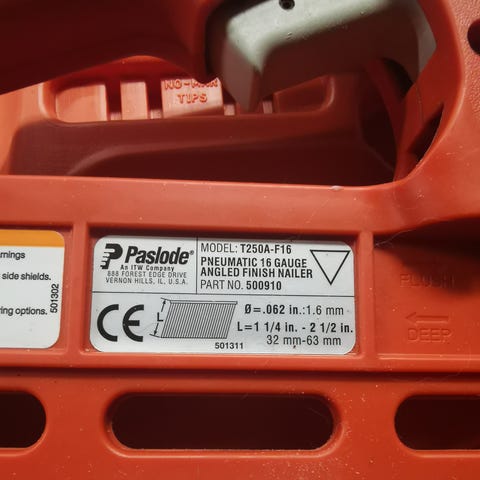 NO-MAR
TIPS
rnings
side shields.
ring options.
501302
Paslode®
An ITW Company
888 FOREST EDGE DRIVE
VERNON HILLS, IL, U.S.A.
MODEL: T250A-F16
PNEUMATIC 16 GAUGE
ANGLED FINISH NAILER
PART NO. 500910
CE
L
501311
Ø=.062 in.:1.6 mm
L=1 1/4 in. - 2 1/2 in.
32 mm-63 mm
FLUSH
DEEP